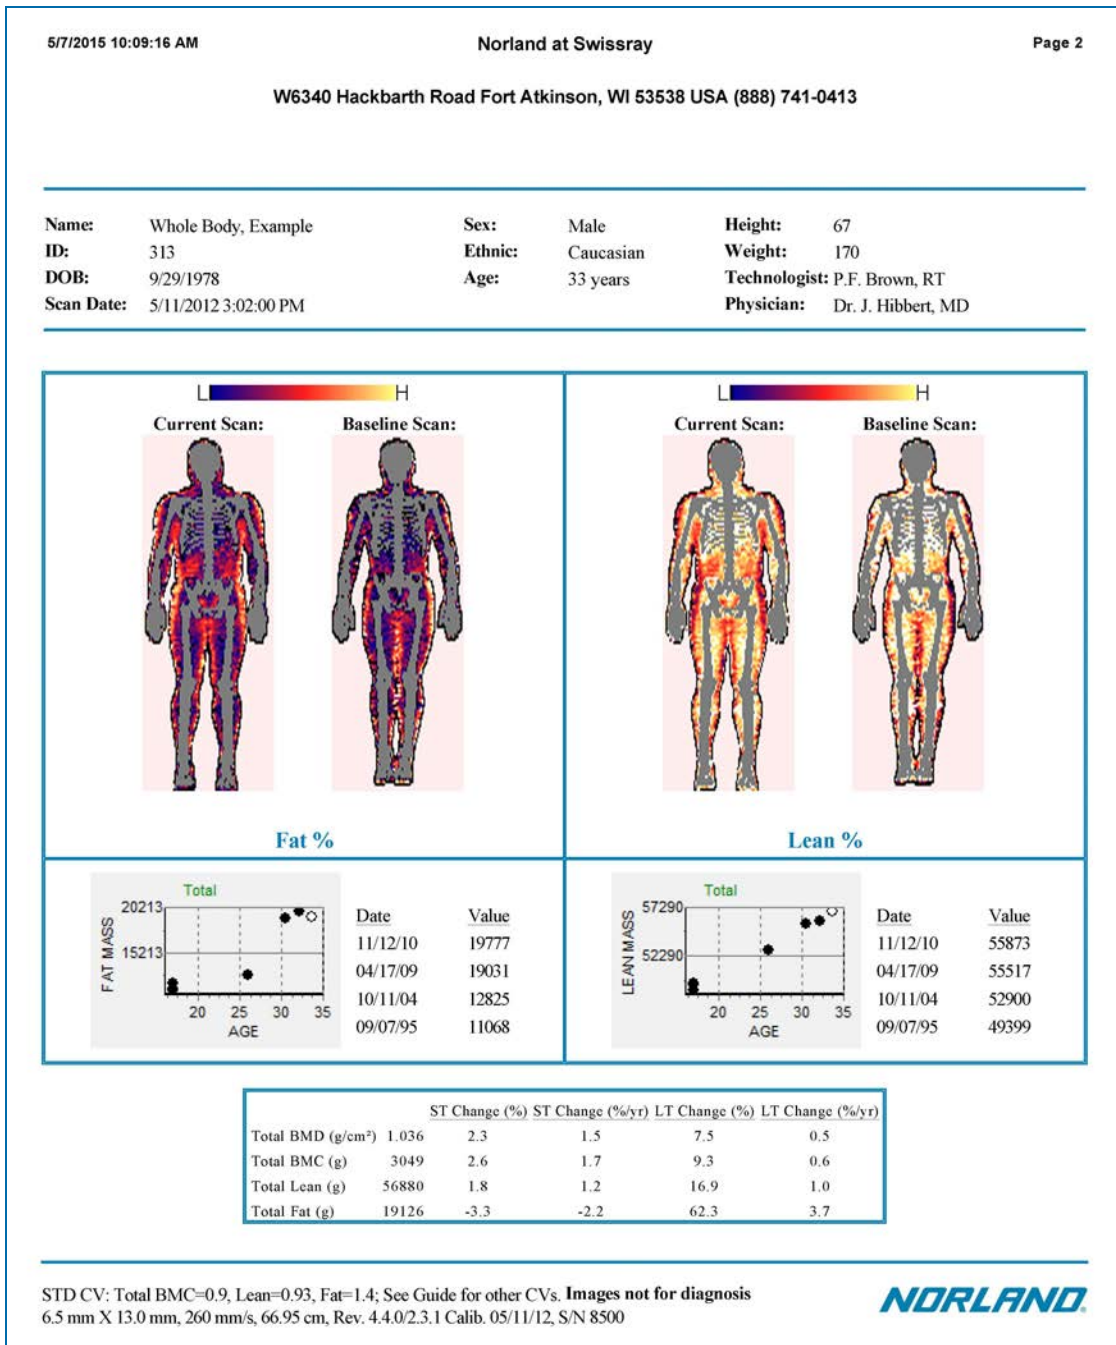 5/7/2015 10:09:16 AM Norland at Swissray Page 2
W6340 Hackbarth Road Fort Atkinson, WI 53538 USA (888) 741-0413
Name: Whole Body, Example Sex: Male Height: 67
ID: 313 Ethnic: Caucasian Weight: 170
DOB: 9/29/1978 Age: 33 years Technologist: P.F. Brown, RT
Scan Date: 5/11/2012 3:02:00 PM Physician: Dr. J. Hibbert, MD
L H
Current Scan: Baseline Scan:
Fat %
L H
Current Scan: Baseline Scan:
Lean %
Total
20213
15213
FAT MASS
20 25 30 35
AGE
Date Value
11/12/10 19777
04/17/09 19031
10/11/04 12825
09/07/95 11068
Total
57290
52290
LEAN MASS
20 25 30 35
AGE
Date Value
11/12/10 55873
04/17/09 55517
10/11/04 52900
09/07/95 49399
ST Change (%) ST Change (%/yr) LT Change (%) LT Change (%/yr)
Total BMD (g/cm²) 1.036 2.3 1.5 7.5 0.5
Total BMC (g) 3049 2.6 1.7 9.3 0.6
Total Lean (g) 56880 1.8 1.2 16.9 1.0
Total Fat (g) 19126 -3.3 -2.2 62.3 3.7
STD CV: Total BMC=0.9, Lean=0.93, Fat=1.4; See Guide for other CVs. Images not for diagnosis
6.5 mm X 13.0 mm, 260 mm/s, 66.95 cm, Rev. 4.4.0/2.3.1 Calib. 05/11/12, S/N 8500
NORLAND